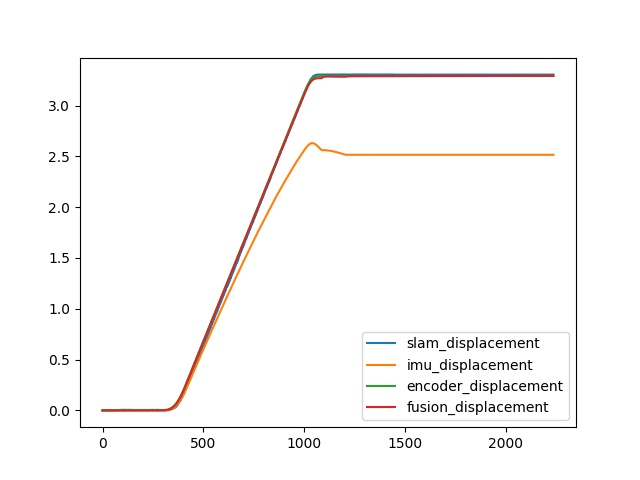 3.0
2.5
2.0
1.5
1.0
0.5
0.0
slam_displacement
imu_displacement
encoder_displacement
fusion_displacement
0 500 1000 1500 2000